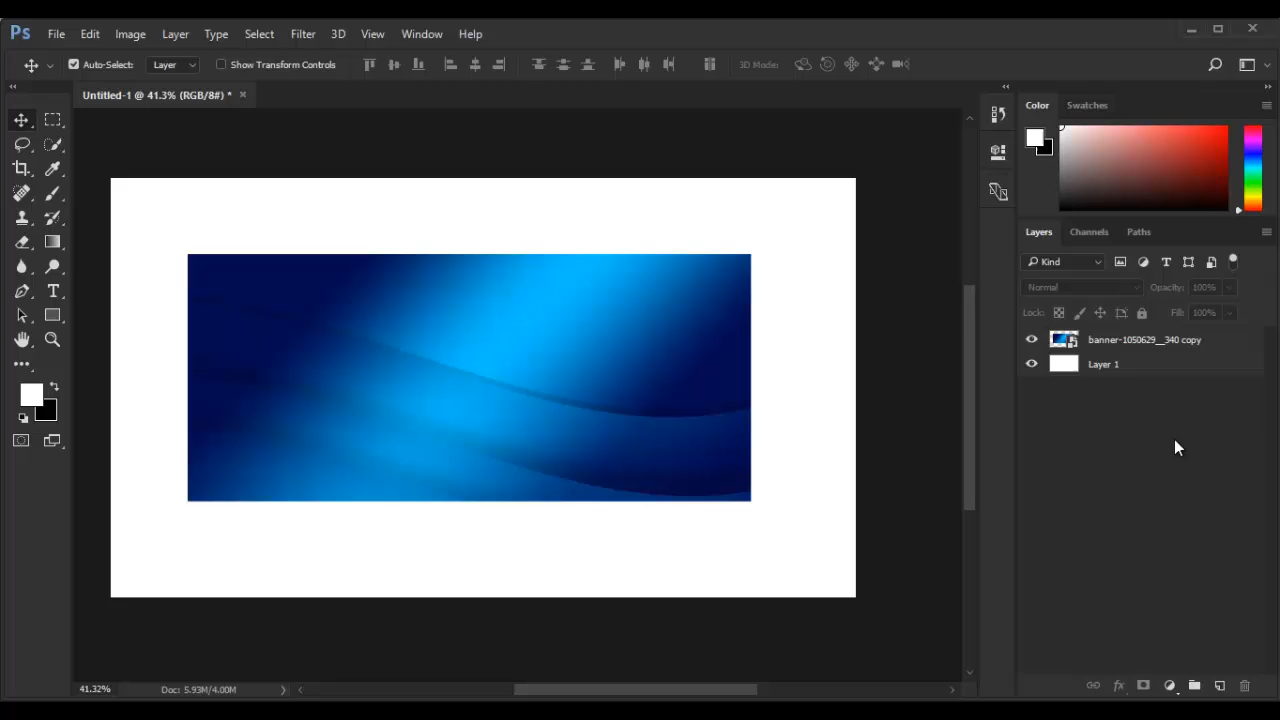 Ps File Edit Image Layer Type Select Filter 3D View Window Help
Auto-Select: Layer Show Transform Controls 3D Mode:
Untitled-1 @ 41.3% (RGB/8#) *
Color Swatches
Layers Channels Paths
Kind
Normal Opacity: 100%
Lock: Fill: 100%
banner-1050629__340 copy
Layer 1
fx
41.32% Doc: 5.93M/4.00M